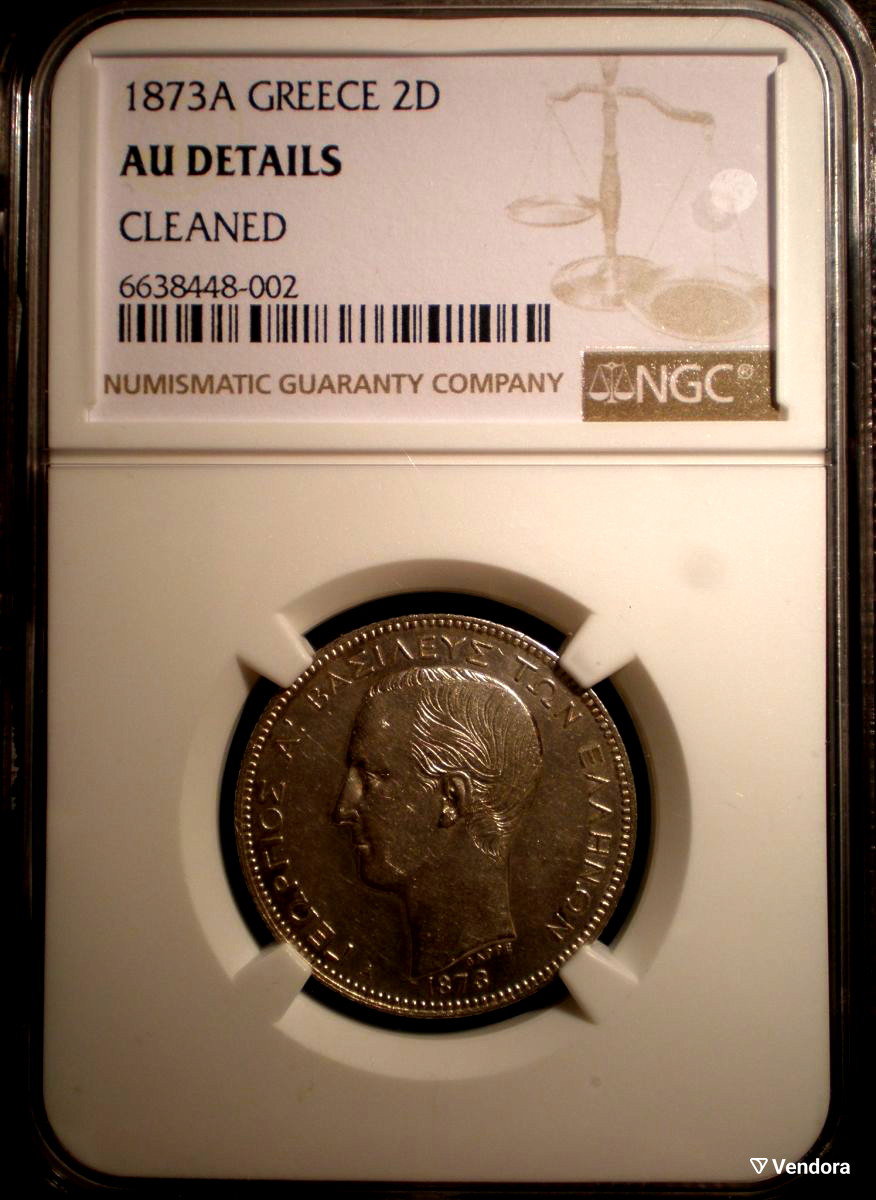 1873A GREECE 2D
AU DETAILS
CLEANED
6638448-002
NUMISMATIC GUARANTY COMPANY
NGC®
ΓΕΩΡΓΙΟΣ Α! ΒΑΣΙΛΕΥΣ ΤΩΝ ΕΛΛΗΝΩΝ
1873
Vendora